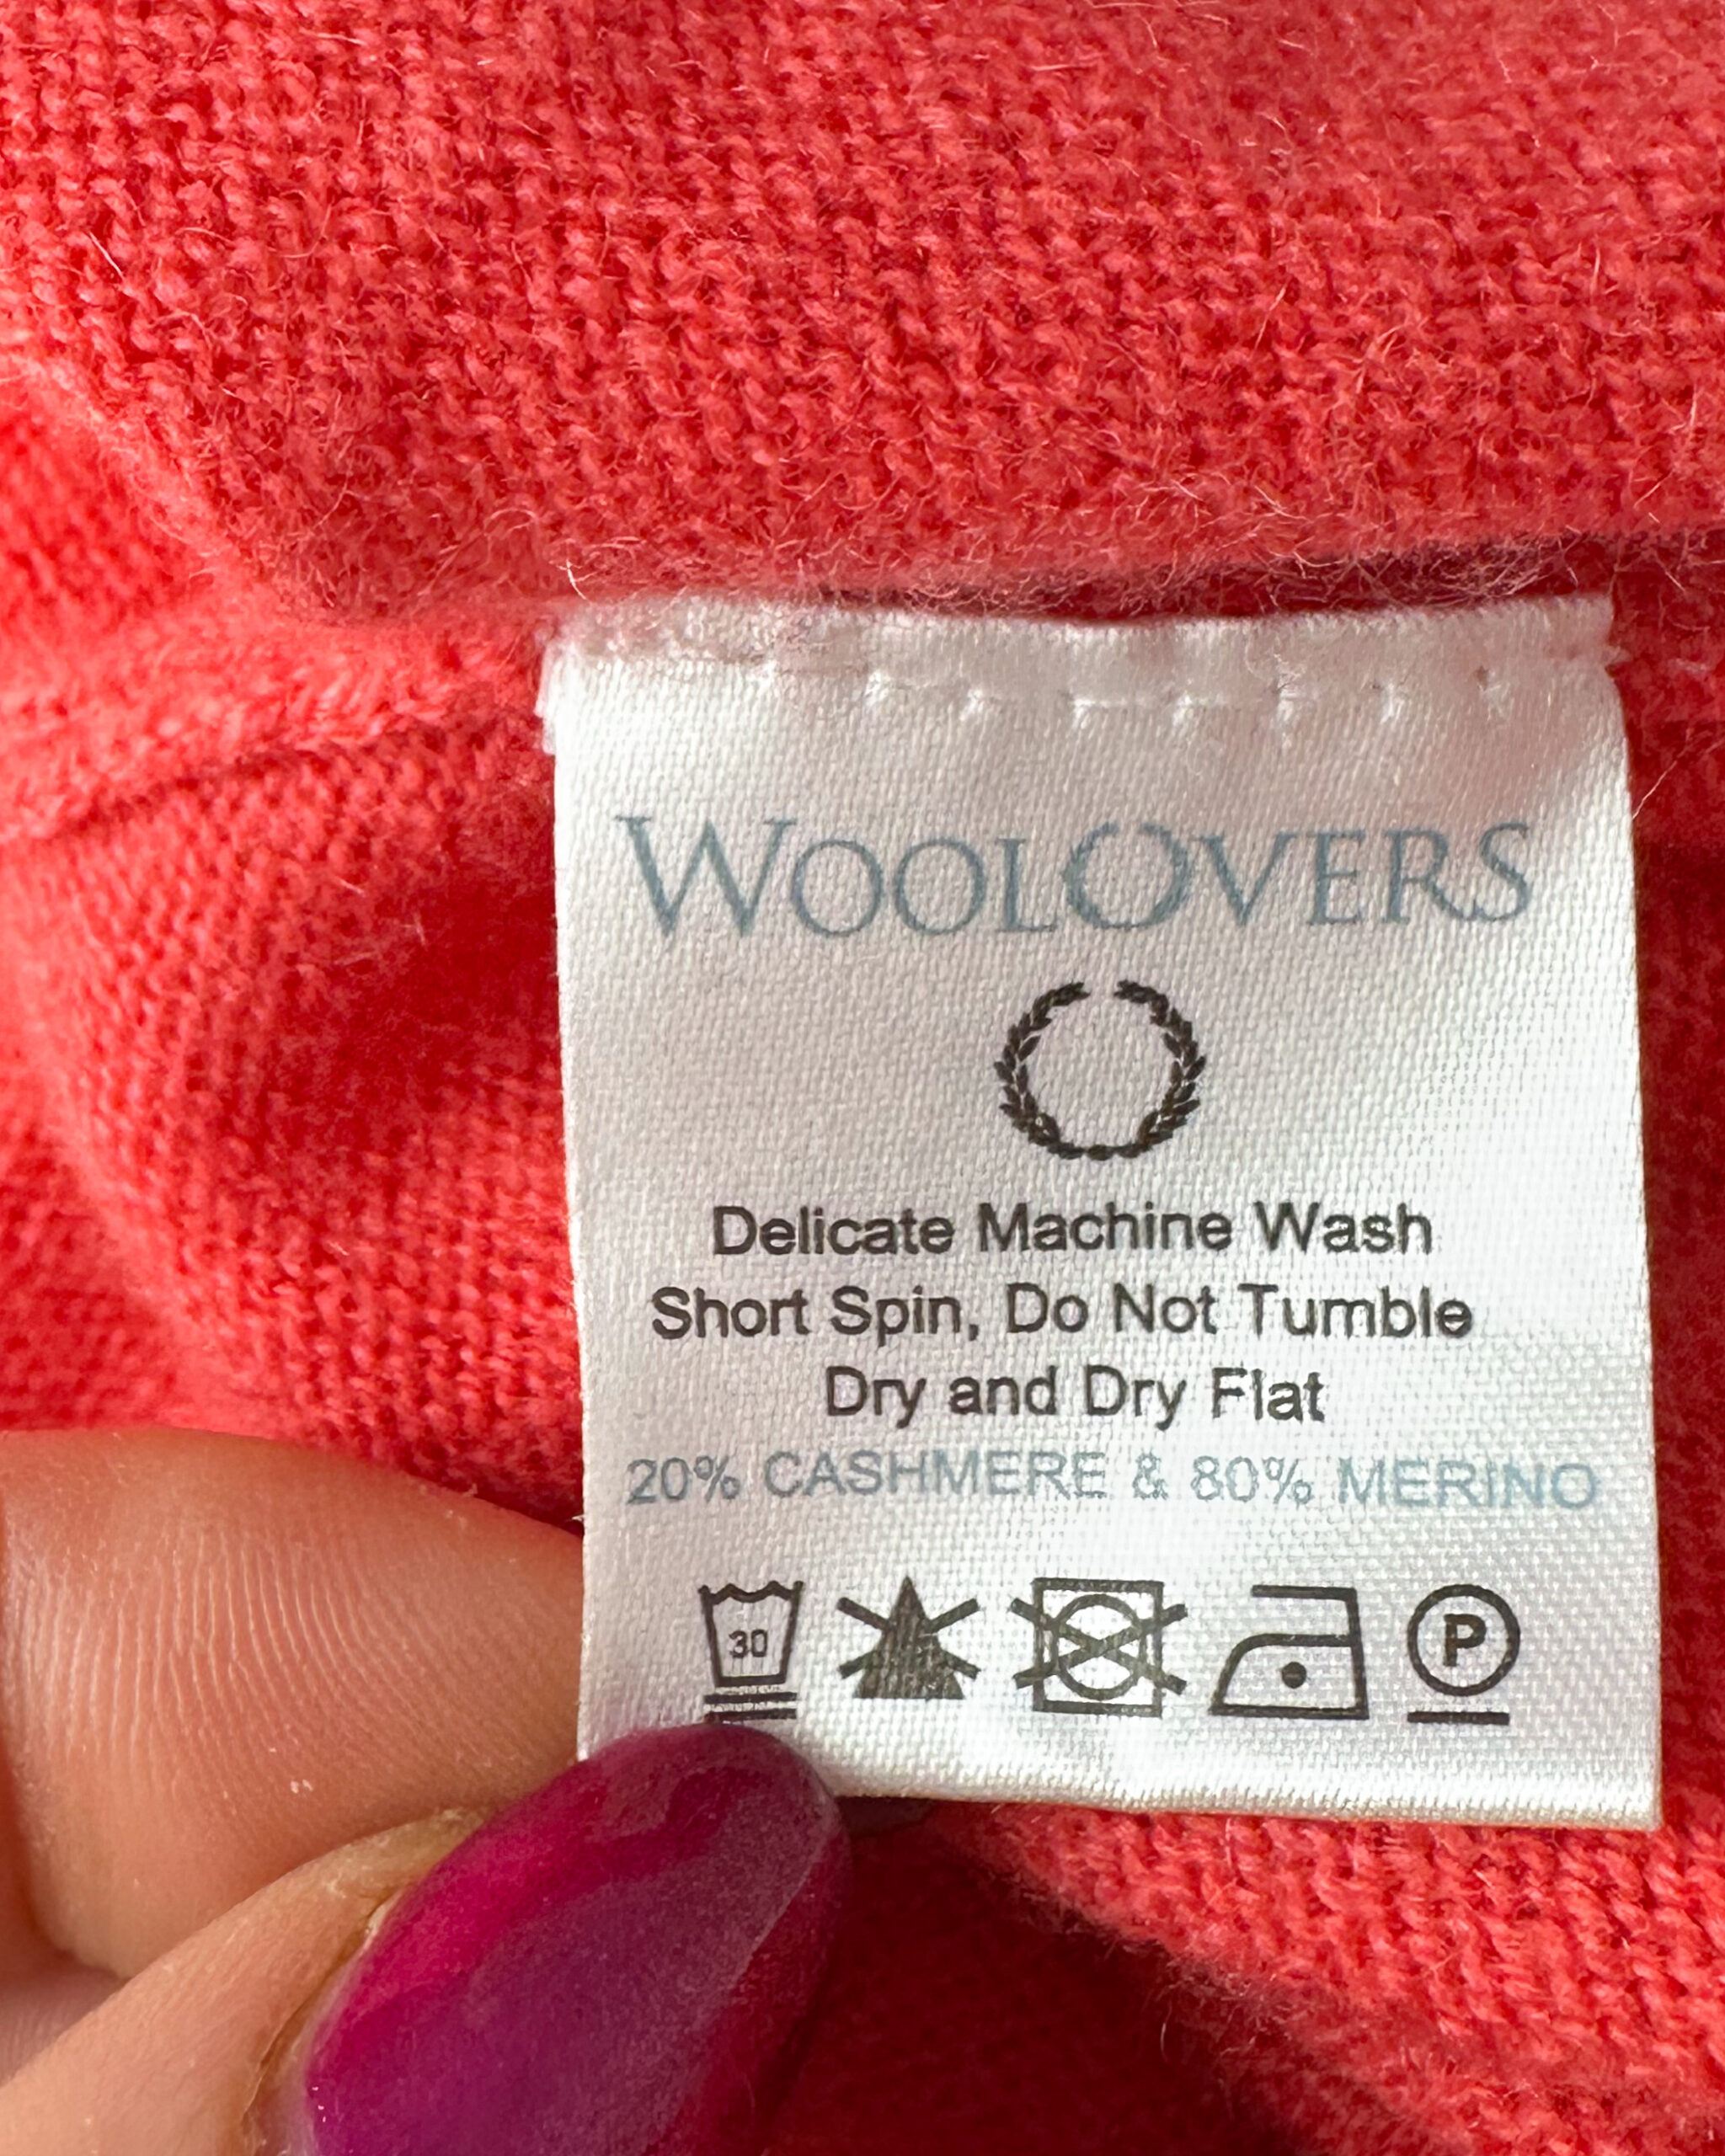 WOOLOVERS
Delicate Machine Wash
Short Spin, Do Not Tumble
Dry and Dry Flat
20% CASHMERE & 80% MERINO
30 P